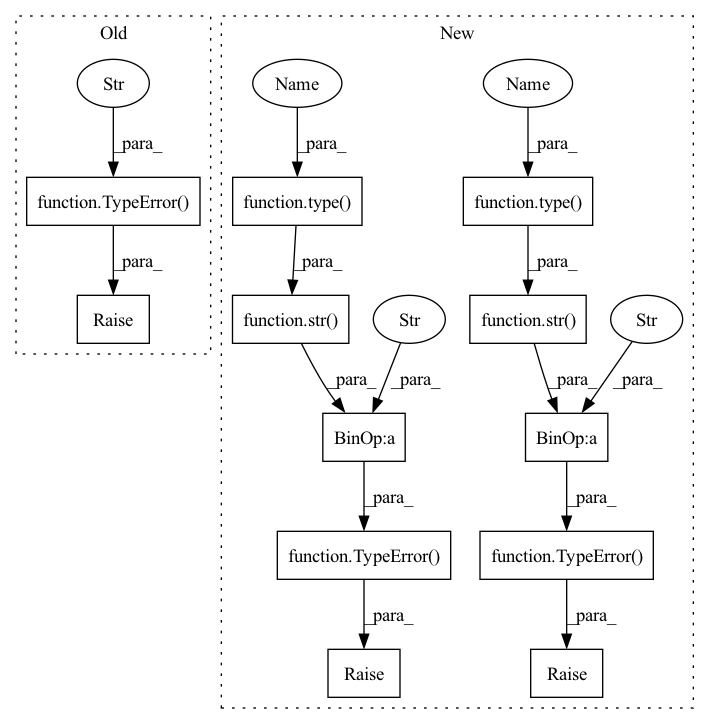 Old
New
Str
Name
Name
_para_
_para_
_para_
function.TypeError()
function.type()
function.type()
_para_
_para_
_para_
Raise
function.str()
Str
function.str()
Str
_para_
_para_
_para_
_para_
BinOp:a
BinOp:a
_para_
_para_
function.TypeError()
function.TypeError()
_para_
_para_
Raise
Raise